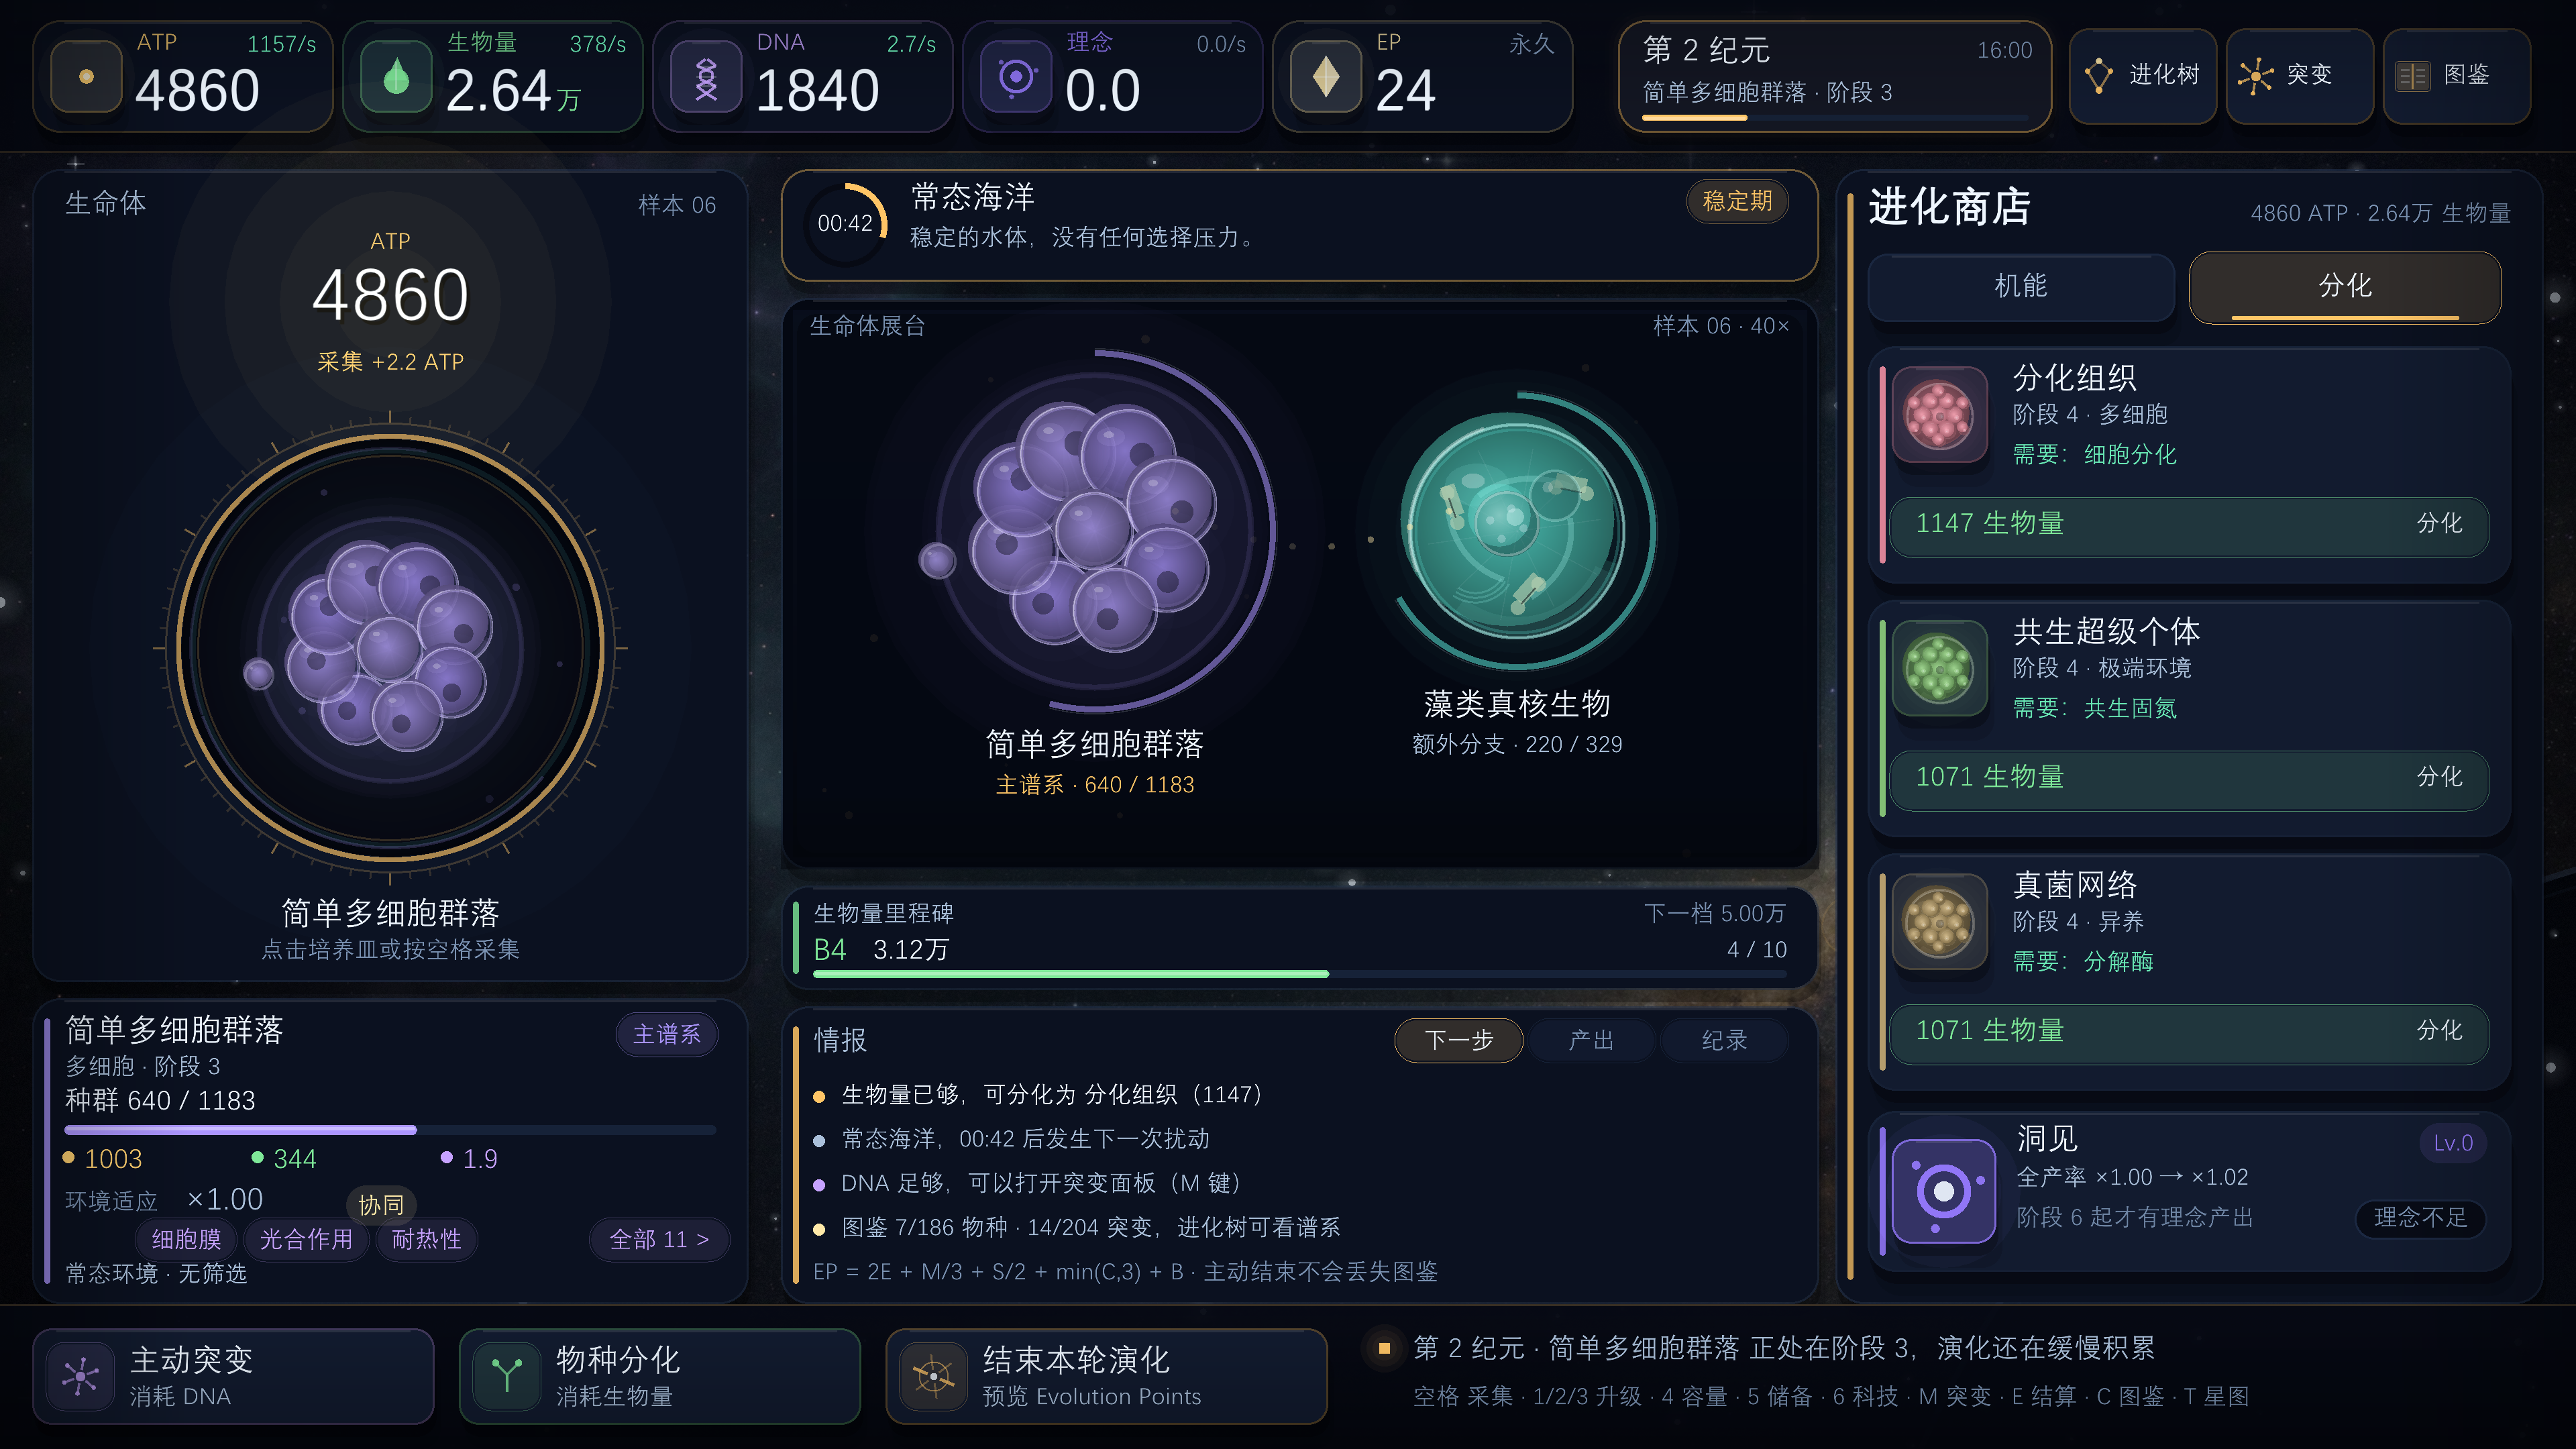 ATP 1157/s
4860
生物量 378/s
2.64万
DNA 2.7/s
1840
理念 0.0/s
0.0
EP 永久
24
第 2 纪元 16:00
简单多细胞群落 · 阶段 3
进化树
突变
图鉴
生命体 样本 06
ATP
4860
采集 +2.2 ATP
简单多细胞群落
点击培养皿或按空格采集
简单多细胞群落 主谱系
多细胞 · 阶段 3
种群 640 / 1183
1003 344 1.9
环境适应 ×1.00 协同
细胞膜 光合作用 耐热性 全部 11 >
常态环境 · 无筛选
00:42
常态海洋 稳定期
稳定的水体，没有任何选择压力。
生命体展台 样本 06 · 40×
简单多细胞群落
主谱系 · 640 / 1183
藻类真核生物
额外分支 · 220 / 329
生物量里程碑 下一档 5.00万
B4 3.12万 4 / 10
情报 下一步 产出 纪录
生物量已够，可分化为 分化组织（1147）
常态海洋，00:42 后发生下一次扰动
DNA 足够，可以打开突变面板（M 键）
图鉴 7/186 物种 · 14/204 突变，进化树可看谱系
EP = 2E + M/3 + S/2 + min(C,3) + B · 主动结束不会丢失图鉴
进化商店 4860 ATP · 2.64万 生物量
机能 分化
分化组织
阶段 4 · 多细胞
需要：细胞分化
1147 生物量 分化
共生超级个体
阶段 4 · 极端环境
需要：共生固氮
1071 生物量 分化
真菌网络
阶段 4 · 异养
需要：分解酶
1071 生物量 分化
洞见 Lv.0
全产率 ×1.00 → ×1.02
阶段 6 起才有理念产出 理念不足
主动突变
消耗 DNA
物种分化
消耗生物量
结束本轮演化
预览 Evolution Points
第 2 纪元 · 简单多细胞群落 正处在阶段 3，演化还在缓慢积累
空格 采集 · 1/2/3 升级 · 4 容量 · 5 储备 · 6 科技 · M 突变 · E 结算 · C 图鉴 · T 星图